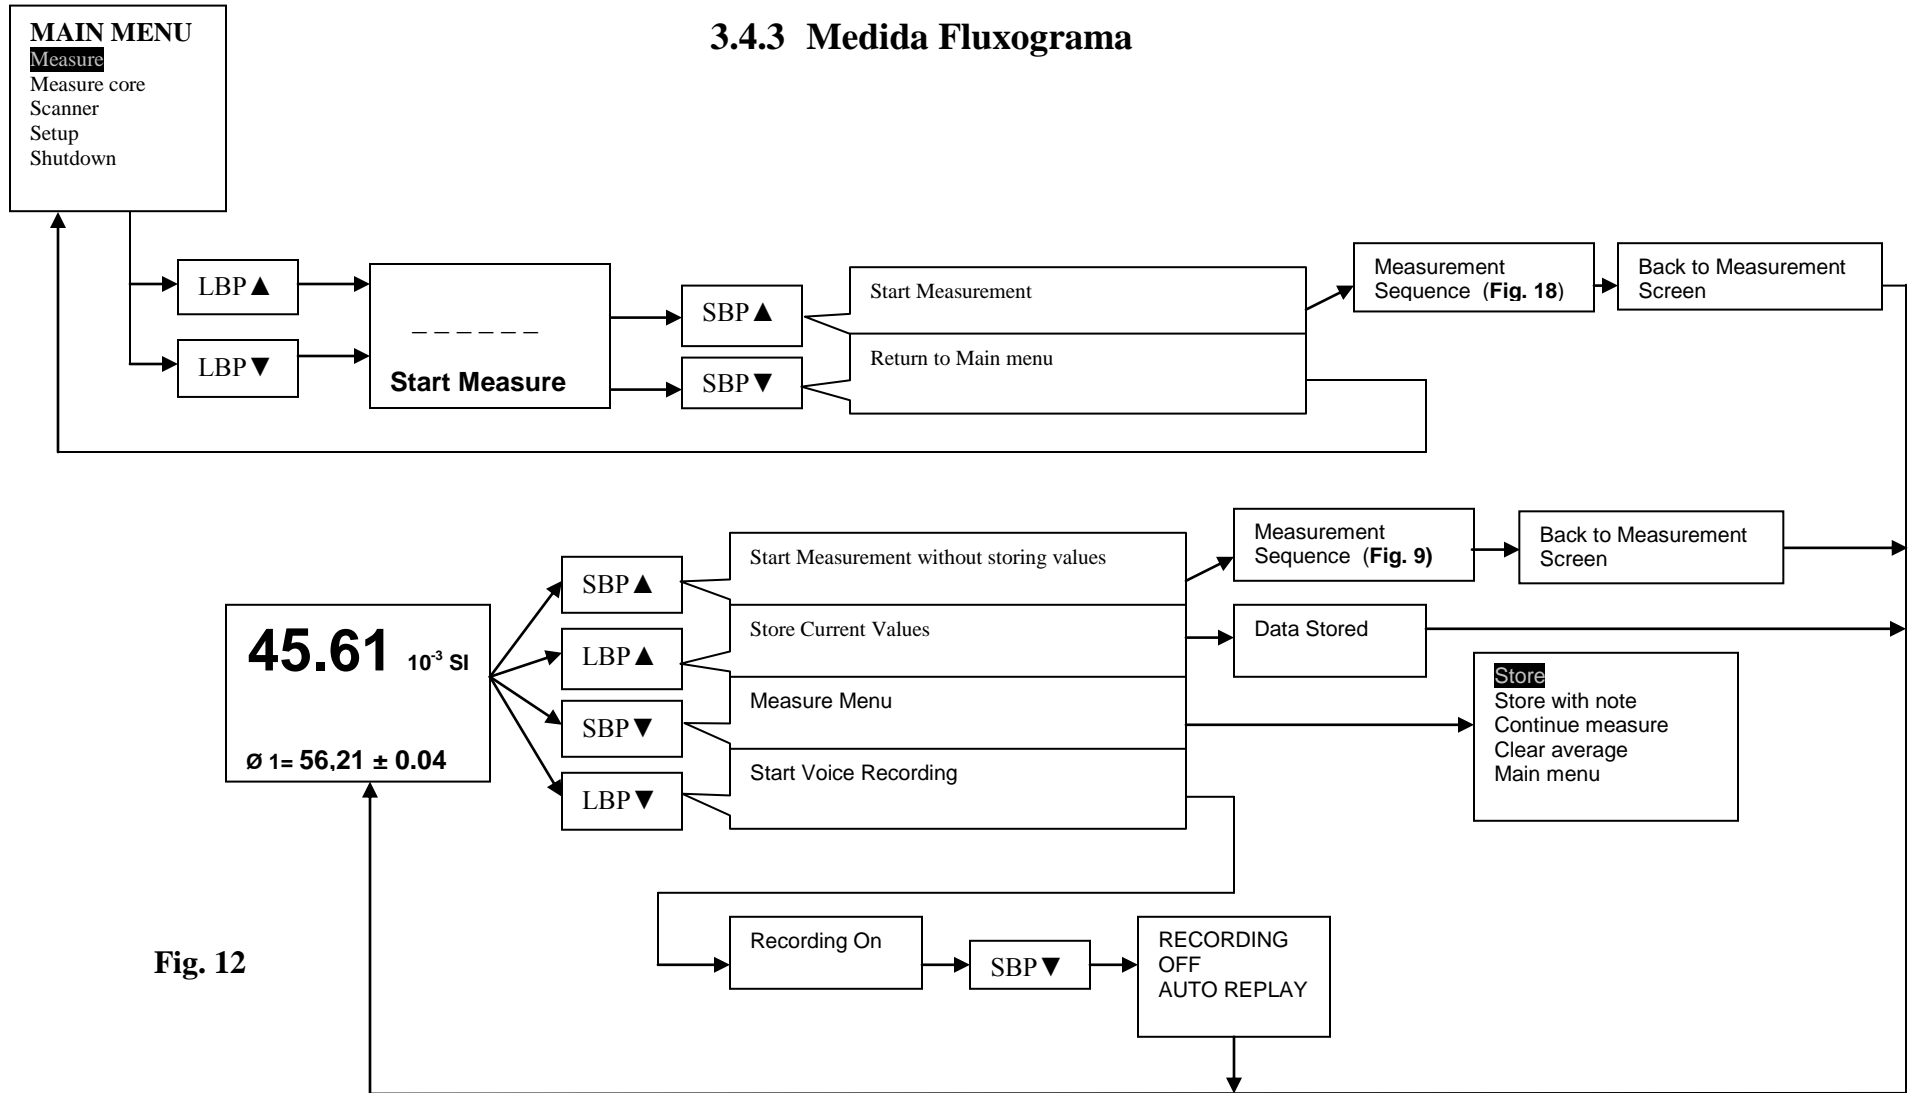 MAIN MENU
Measure
Measure core
Scanner
Setup
Shutdown
3.4.3 Medida Fluxograma
LBP▲
LBP▼
_ _ _ _ _ _
Start Measure
SBP▲
SBP▼
Start Measurement
Return to Main menu
Measurement
Sequence (Fig. 18)
Back to Measurement
Screen
45.61 10⁻³ SI
Ø 1= 56,21 ± 0.04
SBP▲
LBP▲
SBP▼
LBP▼
Start Measurement without storing values
Store Current Values
Measure Menu
Start Voice Recording
Measurement
Sequence (Fig. 9)
Back to Measurement
Screen
Data Stored
Store
Store with note
Continue measure
Clear average
Main menu
Recording On
SBP▼
RECORDING
OFF
AUTO REPLAY
Fig. 12